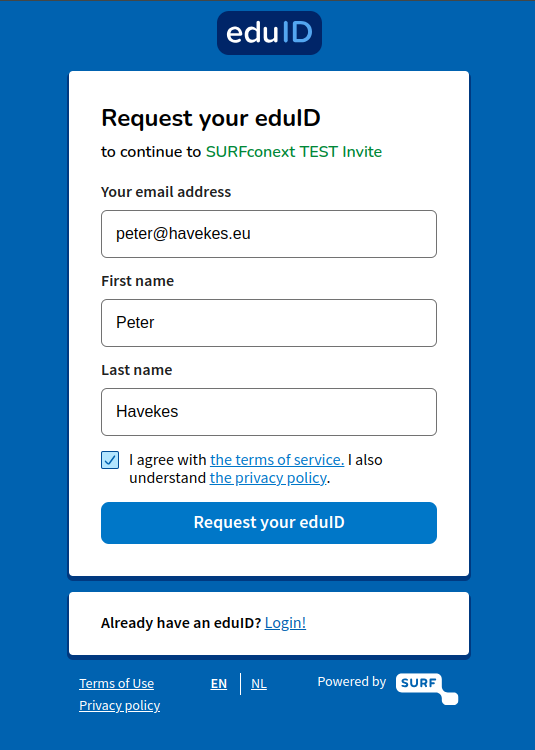 eduID
Request your eduID
to continue to SURFconext TEST Invite
Your email address
peter@havekes.eu
First name
Peter
Last name
Havekes
I agree with the terms of service. I also
understand the privacy policy.
Request your eduID
Already have an eduID? Login!
Terms of Use
Privacy policy
EN NL
Powered by SURF